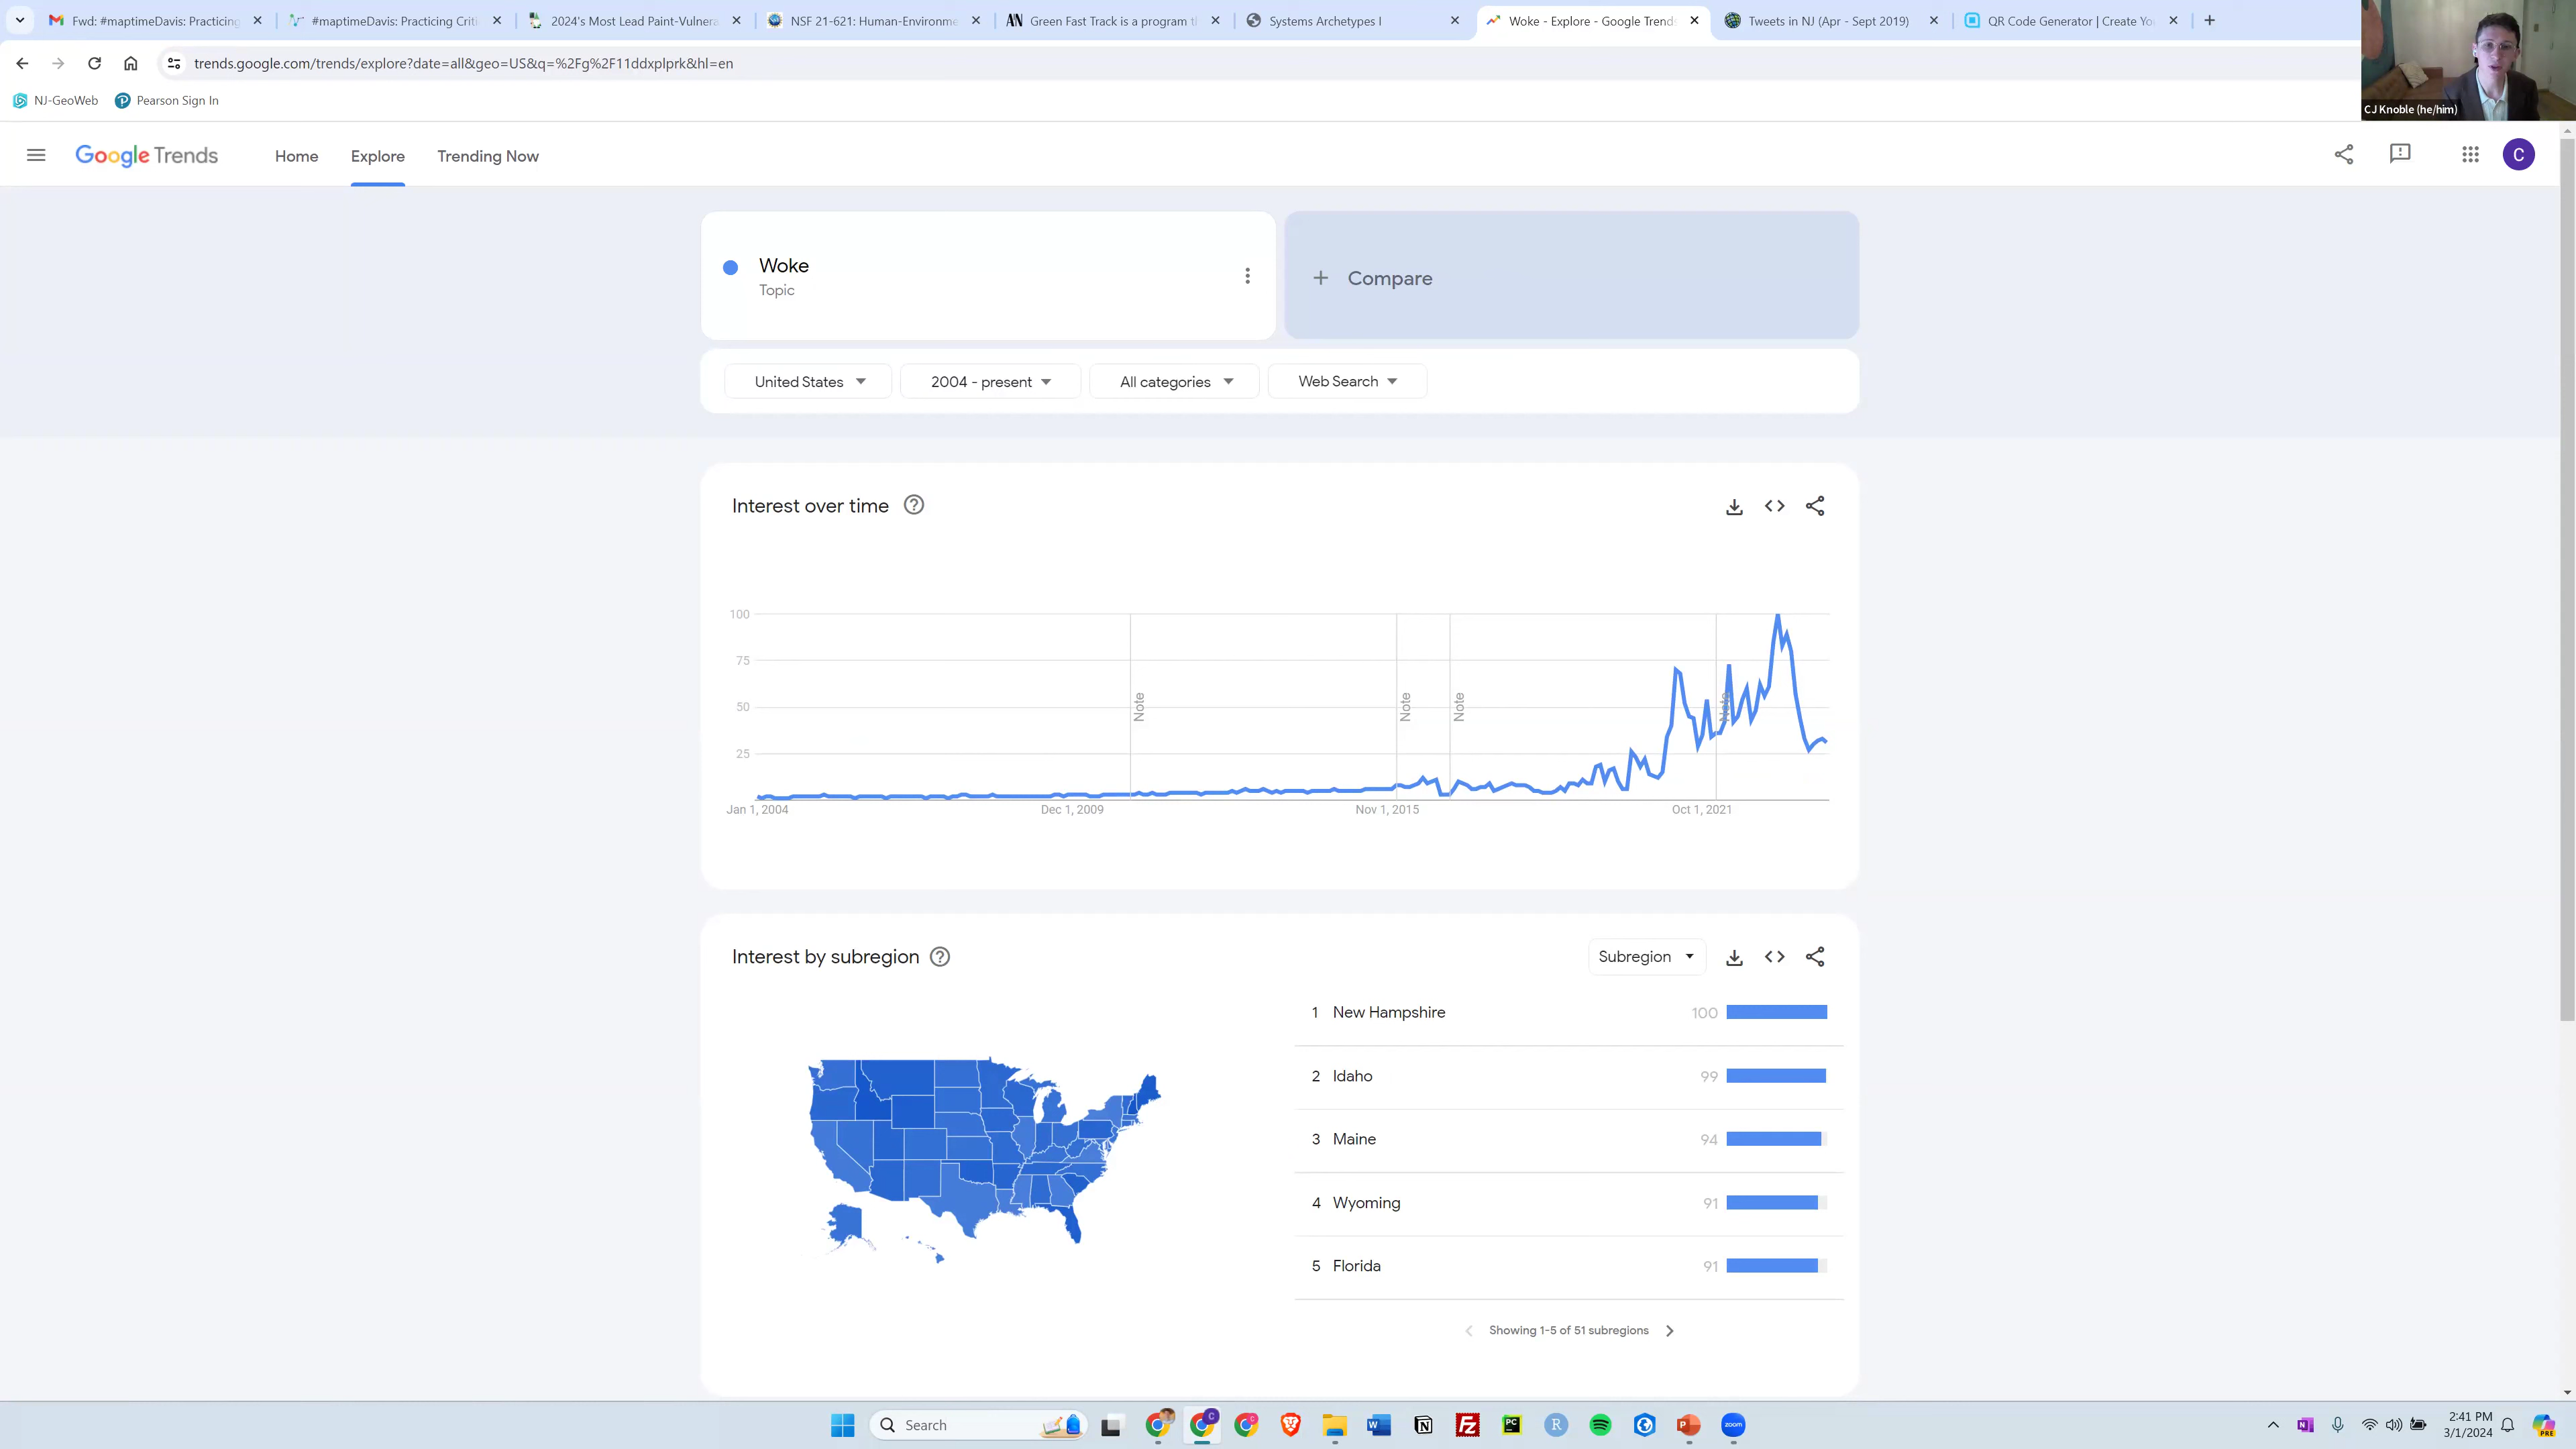 Fwd: #maptimeDavis: Practicing
#maptimeDavis: Practicing Criti
2024's Most Lead Paint-Vulnera
NSF 21-621: Human-Environme
Green Fast Track is a program t
Systems Archetypes I
Woke - Explore - Google Trends
Tweets in NJ (Apr - Sept 2019)
QR Code Generator | Create Yo
trends.google.com/trends/explore?date=all&geo=US&q=%2Fg%2F11ddxplprk&hl=en
NJ-GeoWeb
Pearson Sign In
CJ Knoble (he/him)
Google Trends
Home
Explore
Trending Now
C
Woke
Topic
+ Compare
United States
2004 - present
All categories
Web Search
Interest over time
100
75
50
25
Note
Note
Note
Note
Jan 1, 2004
Dec 1, 2009
Nov 1, 2015
Oct 1, 2021
Interest by subregion
Subregion
1 New Hampshire 100
2 Idaho 99
3 Maine 94
4 Wyoming 91
5 Florida 91
Showing 1-5 of 51 subregions
Search
2:41 PM
3/1/2024